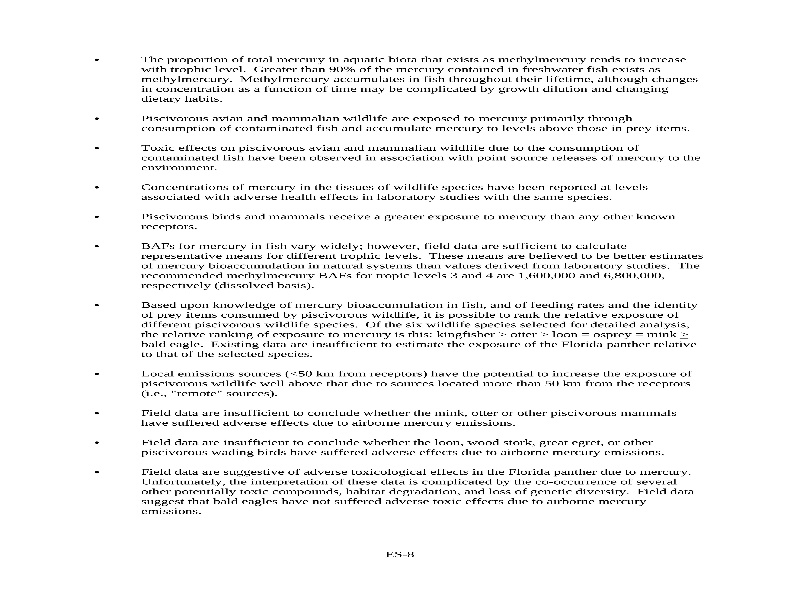 • The proportion of total mercury in aquatic biota that exists as methylmercury tends to increase
with trophic level. Greater than 90% of the mercury contained in freshwater fish exists as
methylmercury. Methylmercury accumulates in fish throughout their lifetime, although changes
in concentration as a function of time may be complicated by growth dilution and changing
dietary habits.
• Piscivorous avian and mammalian wildlife are exposed to mercury primarily through
consumption of contaminated fish and accumulate mercury to levels above those in prey items.
• Toxic effects on piscivorous avian and mammalian wildlife due to the consumption of
contaminated fish have been observed in association with point source releases of mercury to the
environment.
• Concentrations of mercury in the tissues of wildlife species have been reported at levels
associated with adverse health effects in laboratory studies with the same species.
• Piscivorous birds and mammals receive a greater exposure to mercury than any other known
receptors.
• BAFs for mercury in fish vary widely; however, field data are sufficient to calculate
representative means for different trophic levels. These means are believed to be better estimates
of mercury bioaccumulation in natural systems than values derived from laboratory studies. The
recommended methylmercury BAFs for tropic levels 3 and 4 are 1,600,000 and 6,800,000,
respectively (dissolved basis).
• Based upon knowledge of mercury bioaccumulation in fish, and of feeding rates and the identity
of prey items consumed by piscivorous wildlife, it is possible to rank the relative exposure of
different piscivorous wildlife species. Of the six wildlife species selected for detailed analysis,
the relative ranking of exposure to mercury is this: kingfisher > otter > loon = osprey = mink ≥
bald eagle. Existing data are insufficient to estimate the exposure of the Florida panther relative
to that of the selected species.
• Local emissions sources (<50 km from receptors) have the potential to increase the exposure of
piscivorous wildlife well above that due to sources located more than 50 km from the receptors
(i.e., "remote" sources).
• Field data are insufficient to conclude whether the mink, otter or other piscivorous mammals
have suffered adverse effects due to airborne mercury emissions.
• Field data are insufficient to conclude whether the loon, wood stork, great egret, or other
piscivorous wading birds have suffered adverse effects due to airborne mercury emissions.
• Field data are suggestive of adverse toxicological effects in the Florida panther due to mercury.
Unfortunately, the interpretation of these data is complicated by the co-occurrence of several
other potentially toxic compounds, habitat degradation, and loss of genetic diversity. Field data
suggest that bald eagles have not suffered adverse toxic effects due to airborne mercury
emissions.
ES-8